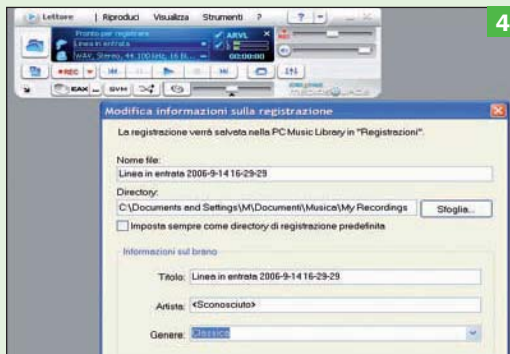 4
Lettore | Riproduci Visualizza Strumenti ? ?
Pronto per registrare ARVL
Linea in entrata
WAV, Stereo, 44.100 kHz, 16 B... 00:00:00
REC
REC
EAX SVM
Modifica informazioni sulla registrazione
La registrazione verrà salvata nella PC Music Library in "Registrazioni".
Nome file:
Linea in entrata 2006-9-14 16-29-29
Directory:
C:\Documents and Settings\M\Documenti\Musica\My Recordings Sfoglia...
Imposta sempre come directory di registrazione predefinita
Informazioni sul brano
Titolo: Linea in entrata 2006-9-14 16-29-29
Artista: <Sconosciuto>
Genere: Classica